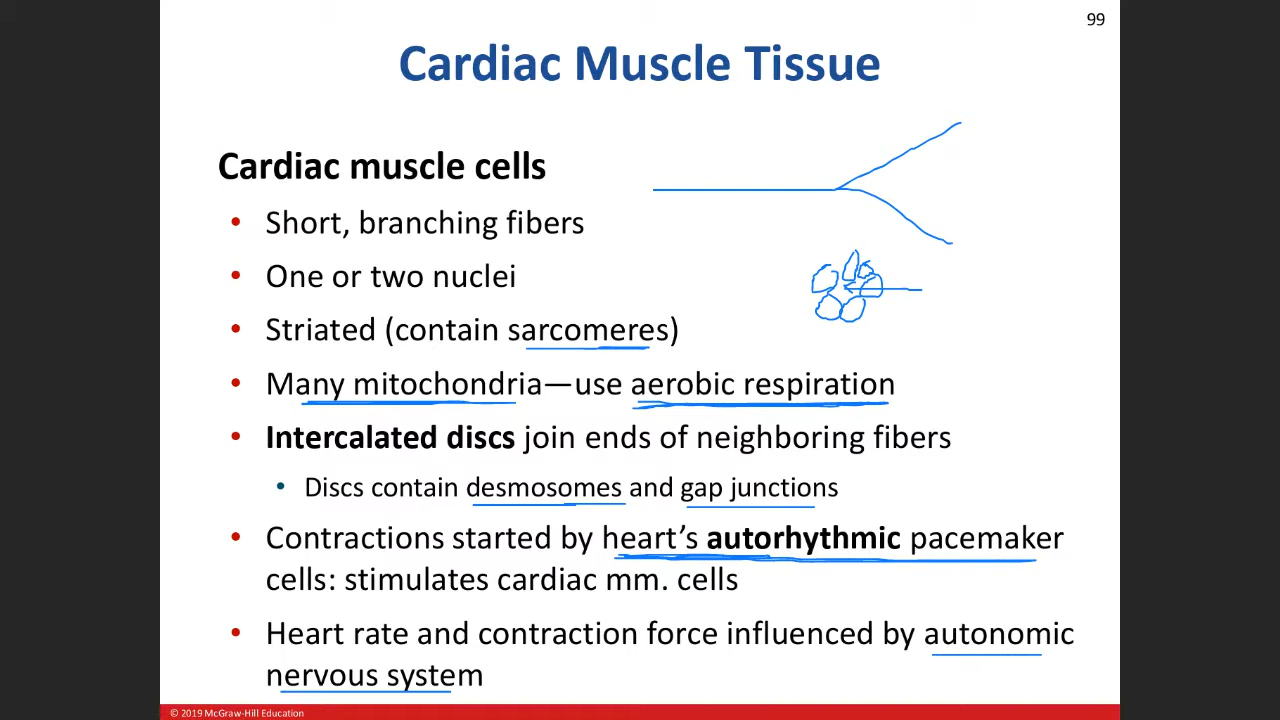 99
Cardiac Muscle Tissue
Cardiac muscle cells
• Short, branching fibers
• One or two nuclei
• Striated (contain sarcomeres)
• Many mitochondria—use aerobic respiration
• Intercalated discs join ends of neighboring fibers
• Discs contain desmosomes and gap junctions
• Contractions started by heart's autorhythmic pacemaker
cells: stimulates cardiac mm. cells
• Heart rate and contraction force influenced by autonomic
nervous system
© 2019 McGraw-Hill Education